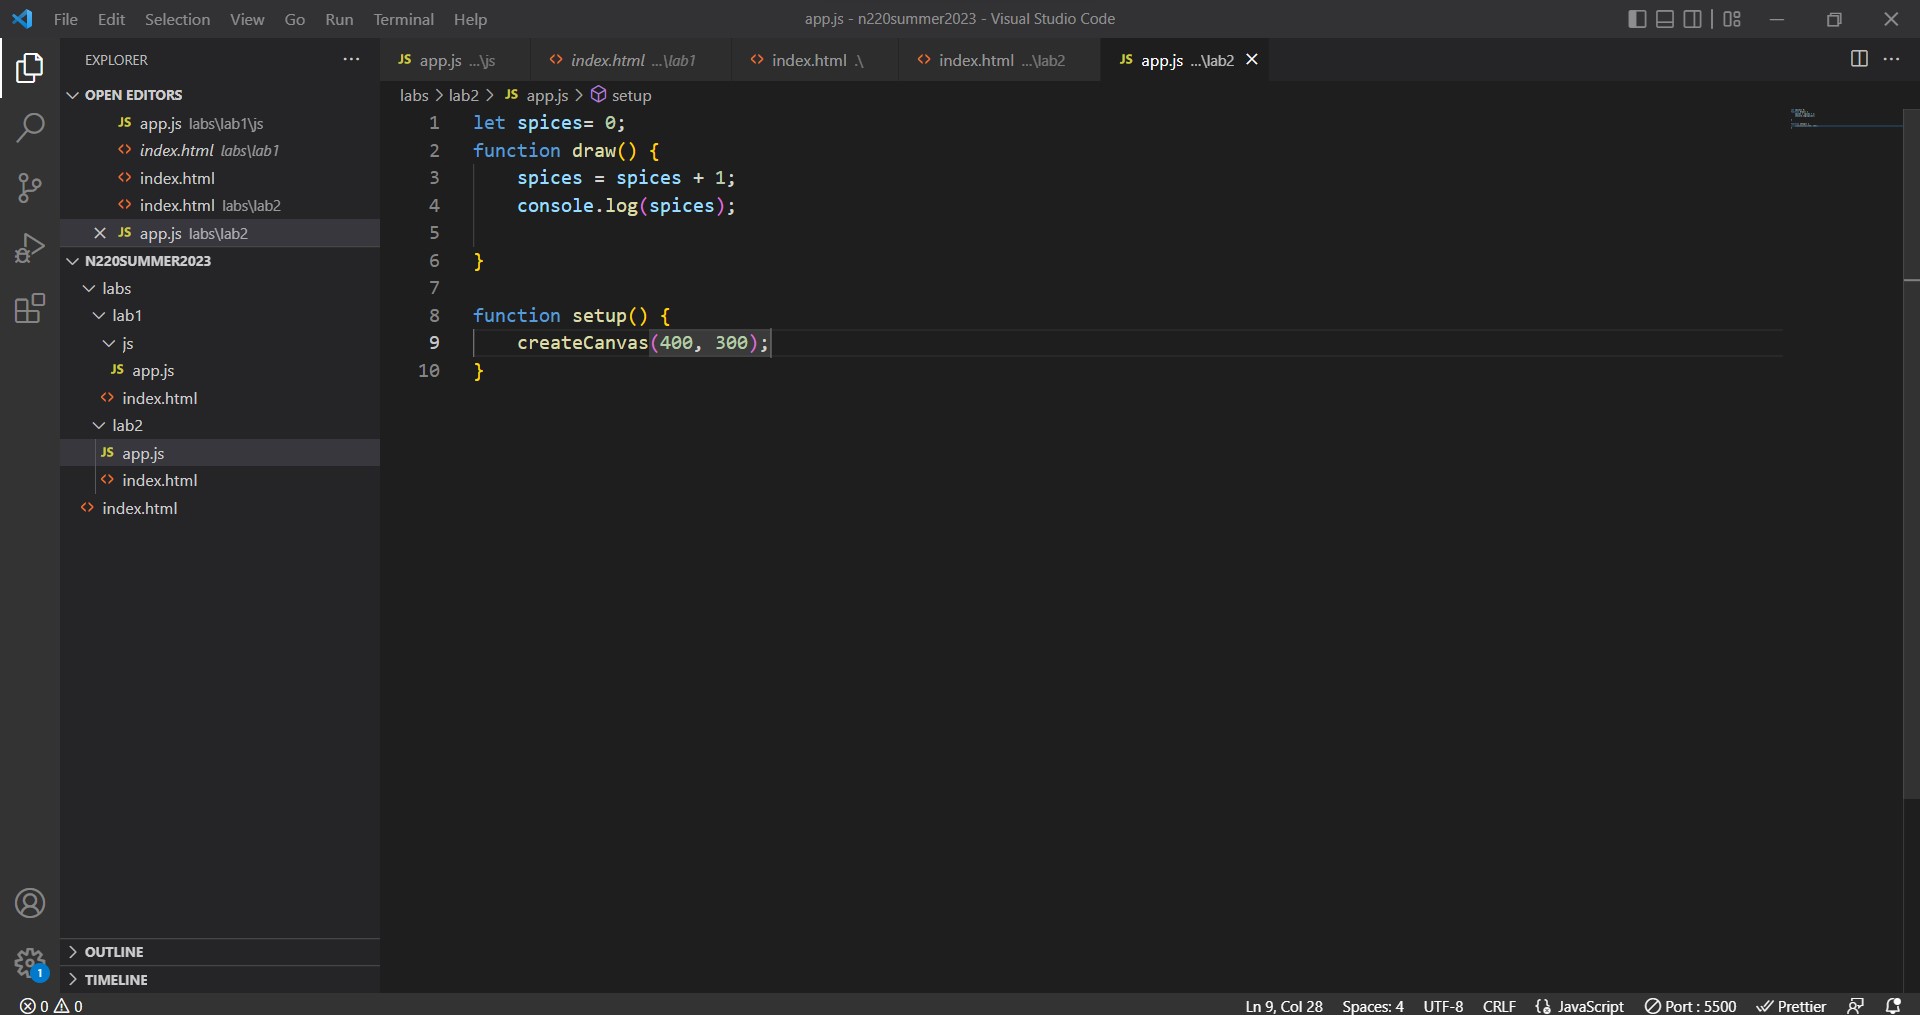 File Edit Selection View Go Run Terminal Help
app.js - n220summer2023 - Visual Studio Code
EXPLORER
OPEN EDITORS
JS app.js labs\lab1\js
<> index.html labs\lab1
<> index.html
<> index.html labs\lab2
JS app.js labs\lab2
N220SUMMER2023
labs
lab1
js
JS app.js
<> index.html
lab2
JS app.js
<> index.html
<> index.html
OUTLINE
TIMELINE
JS app.js ...\js
<> index.html ...\lab1
<> index.html .\
<> index.html ...\lab2
JS app.js ...\lab2
labs > lab2 > JS app.js > setup
1 let spices= 0;
2 function draw() {
3     spices = spices + 1;
4     console.log(spices);
5
6 }
7
8 function setup() {
9     createCanvas(400, 300);
10 }
1
0 0
Ln 9, Col 28 Spaces: 4 UTF-8 CRLF JavaScript Port : 5500 Prettier